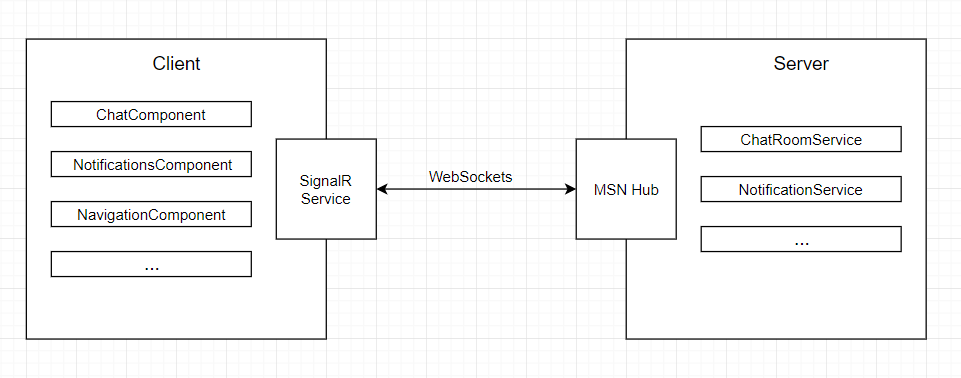 Client
ChatComponent
NotificationsComponent
NavigationComponent
...
SignalR
Service
WebSockets
MSN Hub
Server
ChatRoomService
NotificationService
...